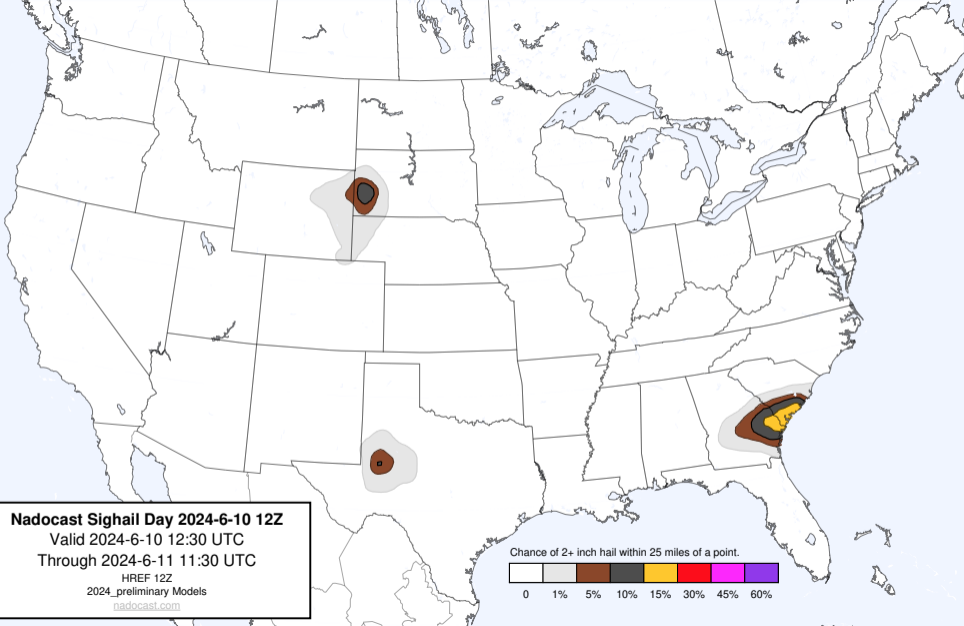 Nadocast Sighail Day 2024-6-10 12Z
Valid 2024-6-10 12:30 UTC
Through 2024-6-11 11:30 UTC
HREF 12Z
2024_preliminary Models
nadocast.com
Chance of 2+ inch hail within 25 miles of a point.
0 1% 5% 10% 15% 30% 45% 60%